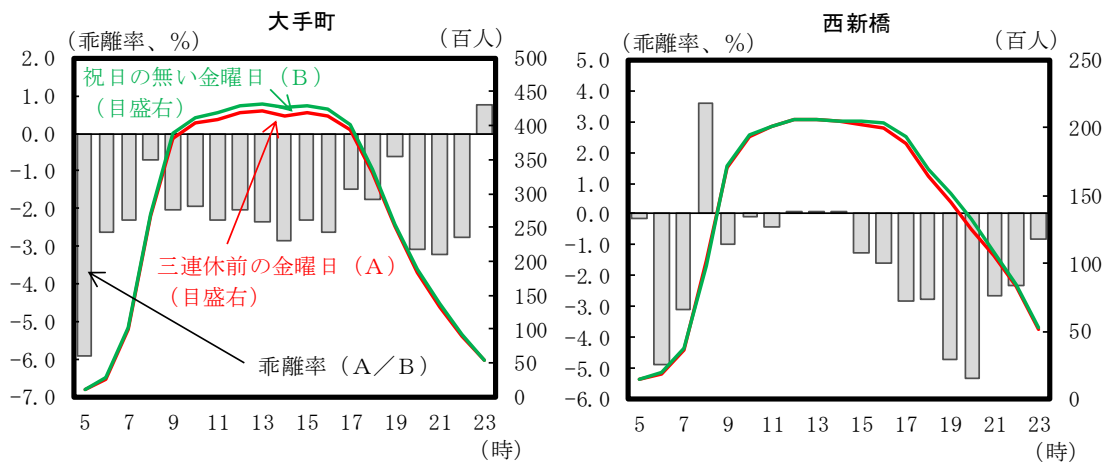 大手町
(乖離率、%)
(百人)
2.0
1.0
0.0
-1.0
-2.0
-3.0
-4.0
-5.0
-6.0
-7.0
500
450
400
350
300
250
200
150
100
50
0
祝日の無い金曜日(B)
(目盛右)
三連休前の金曜日(A)
(目盛右)
乖離率(A/B)
5 7 9 11 13 15 17 19 21 23
(時)
西新橋
(乖離率、%)
(百人)
5.0
4.0
3.0
2.0
1.0
0.0
-1.0
-2.0
-3.0
-4.0
-5.0
-6.0
250
200
150
100
50
0
5 7 9 11 13 15 17 19 21 23
(時)